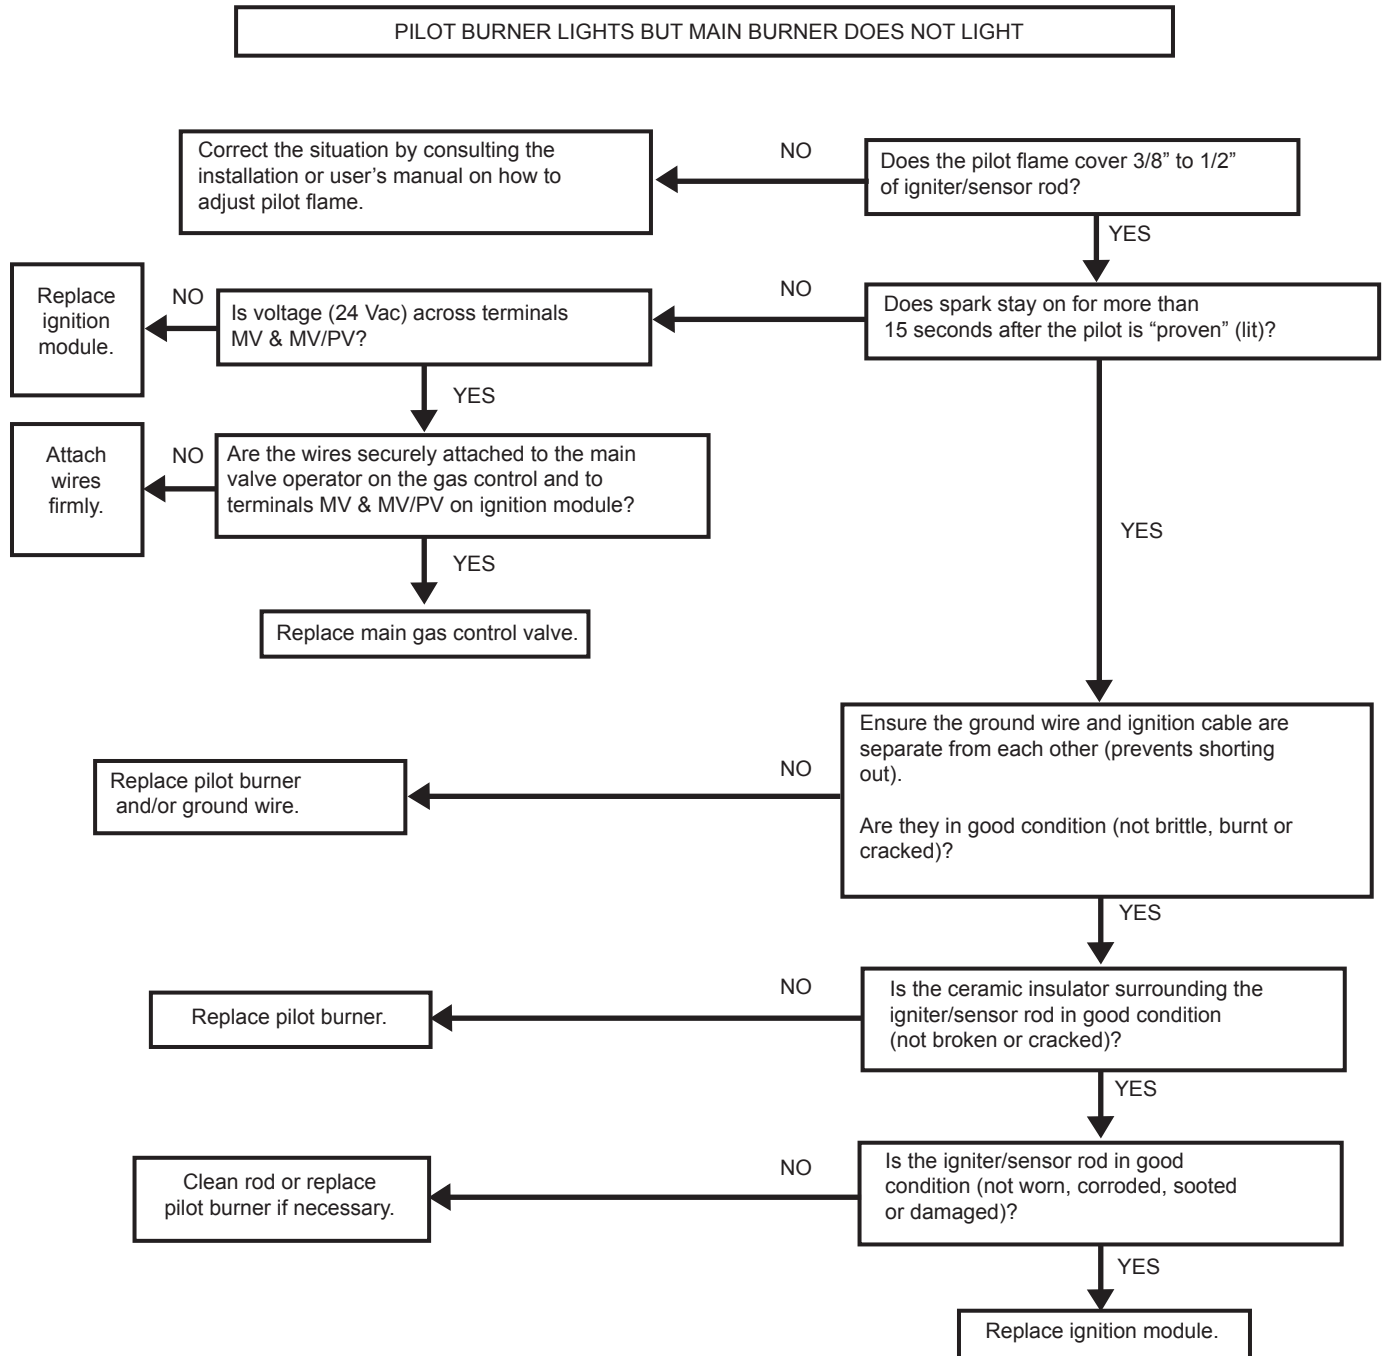 PILOT BURNER LIGHTS BUT MAIN BURNER DOES NOT LIGHT
Does the pilot flame cover 3/8” to 1/2”
of igniter/sensor rod?
NO
Correct the situation by consulting the
installation or user’s manual on how to
adjust pilot flame.
YES
Does spark stay on for more than
15 seconds after the pilot is “proven” (lit)?
NO
Is voltage (24 Vac) across terminals
MV & MV/PV?
NO
Replace
ignition
module.
YES
Are the wires securely attached to the main
valve operator on the gas control and to
terminals MV & MV/PV on ignition module?
NO
Attach
wires
firmly.
YES
Replace main gas control valve.
YES
Ensure the ground wire and ignition cable are
separate from each other (prevents shorting
out).
Are they in good condition (not brittle, burnt or
cracked)?
NO
Replace pilot burner
and/or ground wire.
YES
Is the ceramic insulator surrounding the
igniter/sensor rod in good condition
(not broken or cracked)?
NO
Replace pilot burner.
YES
Is the igniter/sensor rod in good
condition (not worn, corroded, sooted
or damaged)?
NO
Clean rod or replace
pilot burner if necessary.
YES
Replace ignition module.